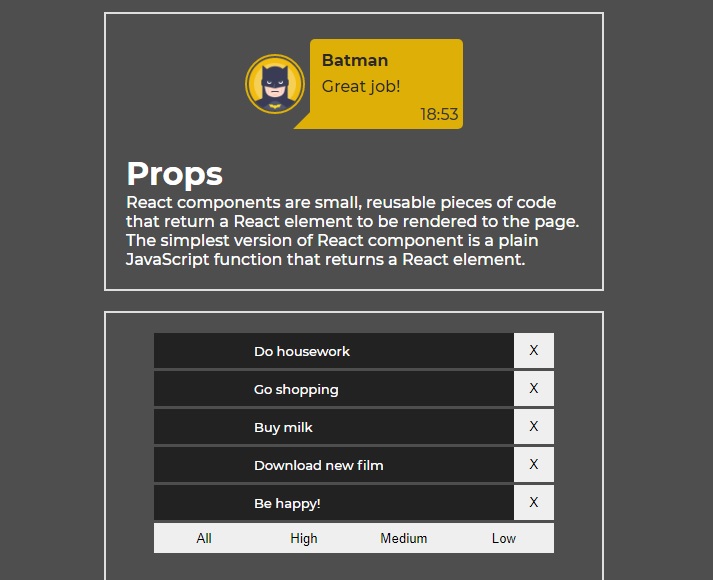 Batman
Great job!
18:53
Props
React components are small, reusable pieces of code
that return a React element to be rendered to the page.
The simplest version of React component is a plain
JavaScript function that returns a React element.
Do housework X
Go shopping X
Buy milk X
Download new film X
Be happy! X
All High Medium Low